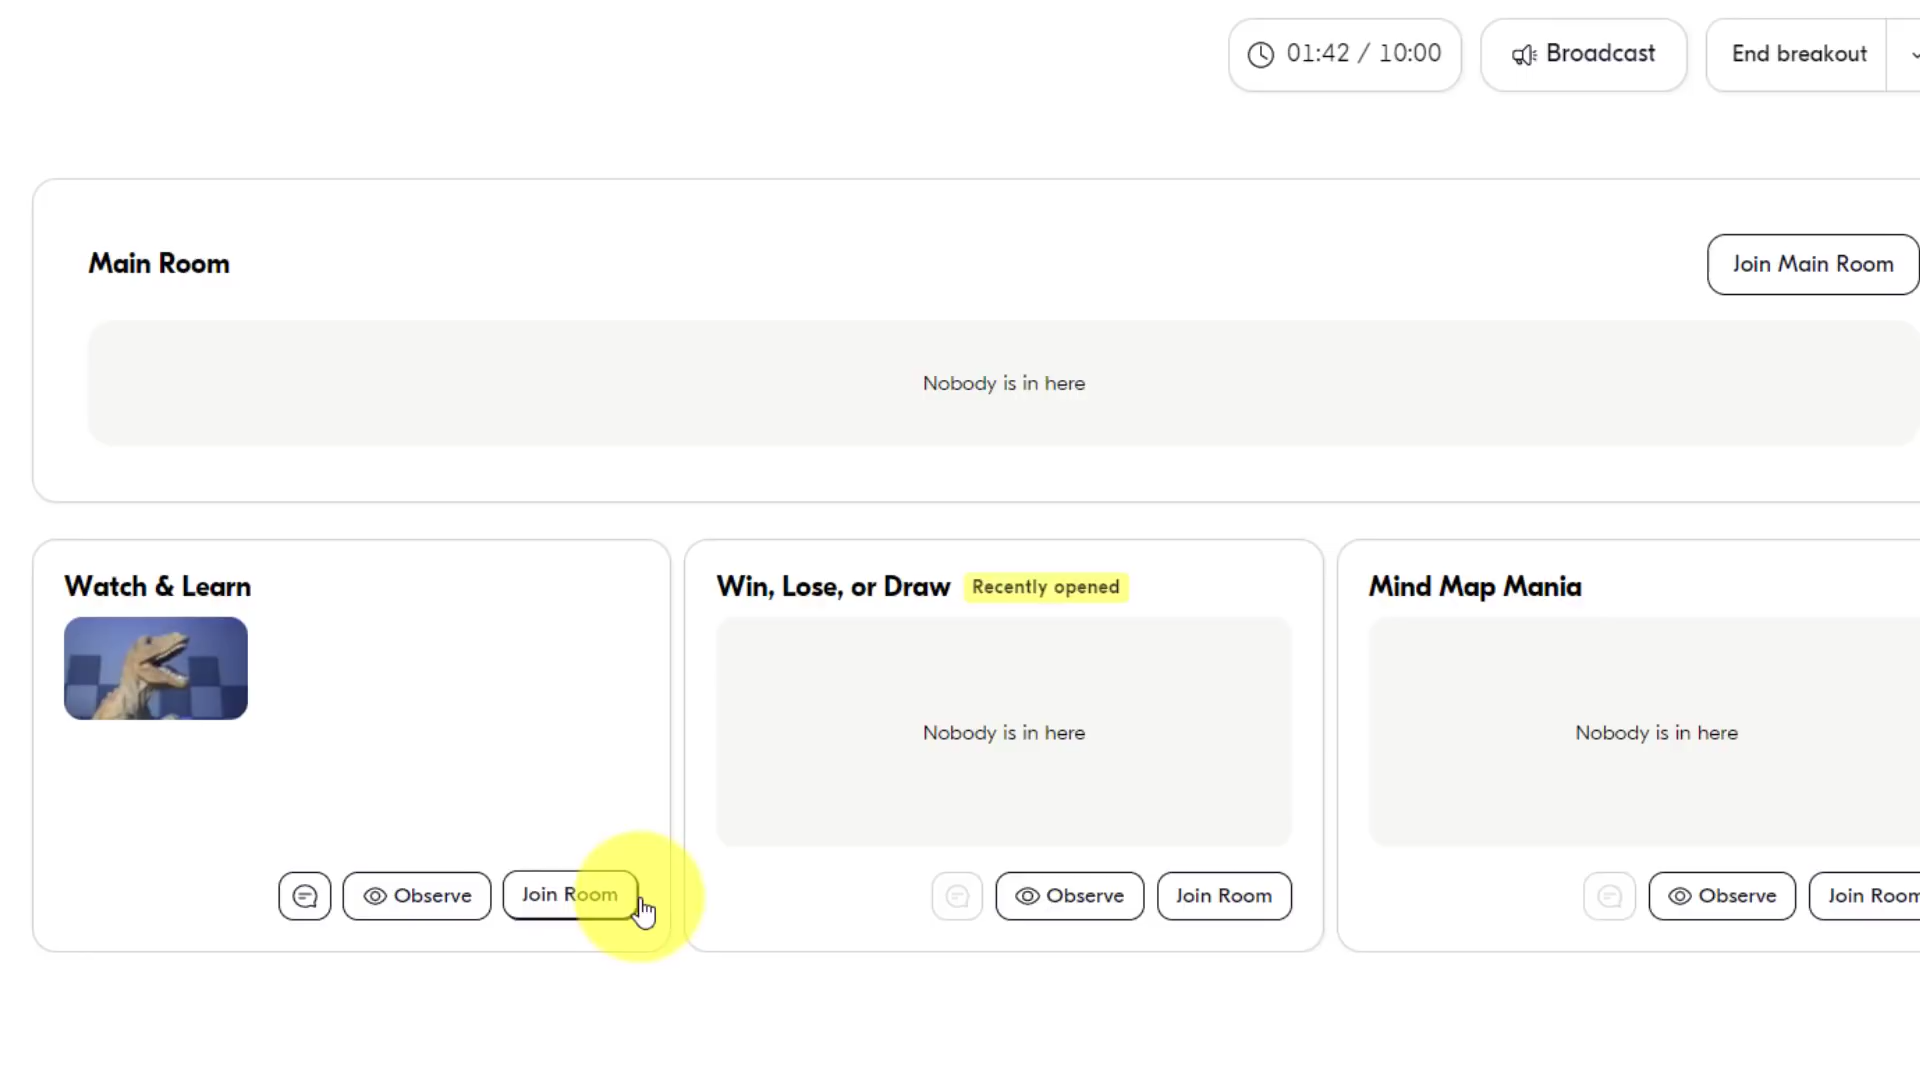 01:42 / 10:00
Broadcast
End breakout
Main Room
Join Main Room
Nobody is in here
Watch & Learn
Observe
Join Room
Win, Lose, or Draw
Recently opened
Nobody is in here
Observe
Join Room
Mind Map Mania
Nobody is in here
Observe
Join Room